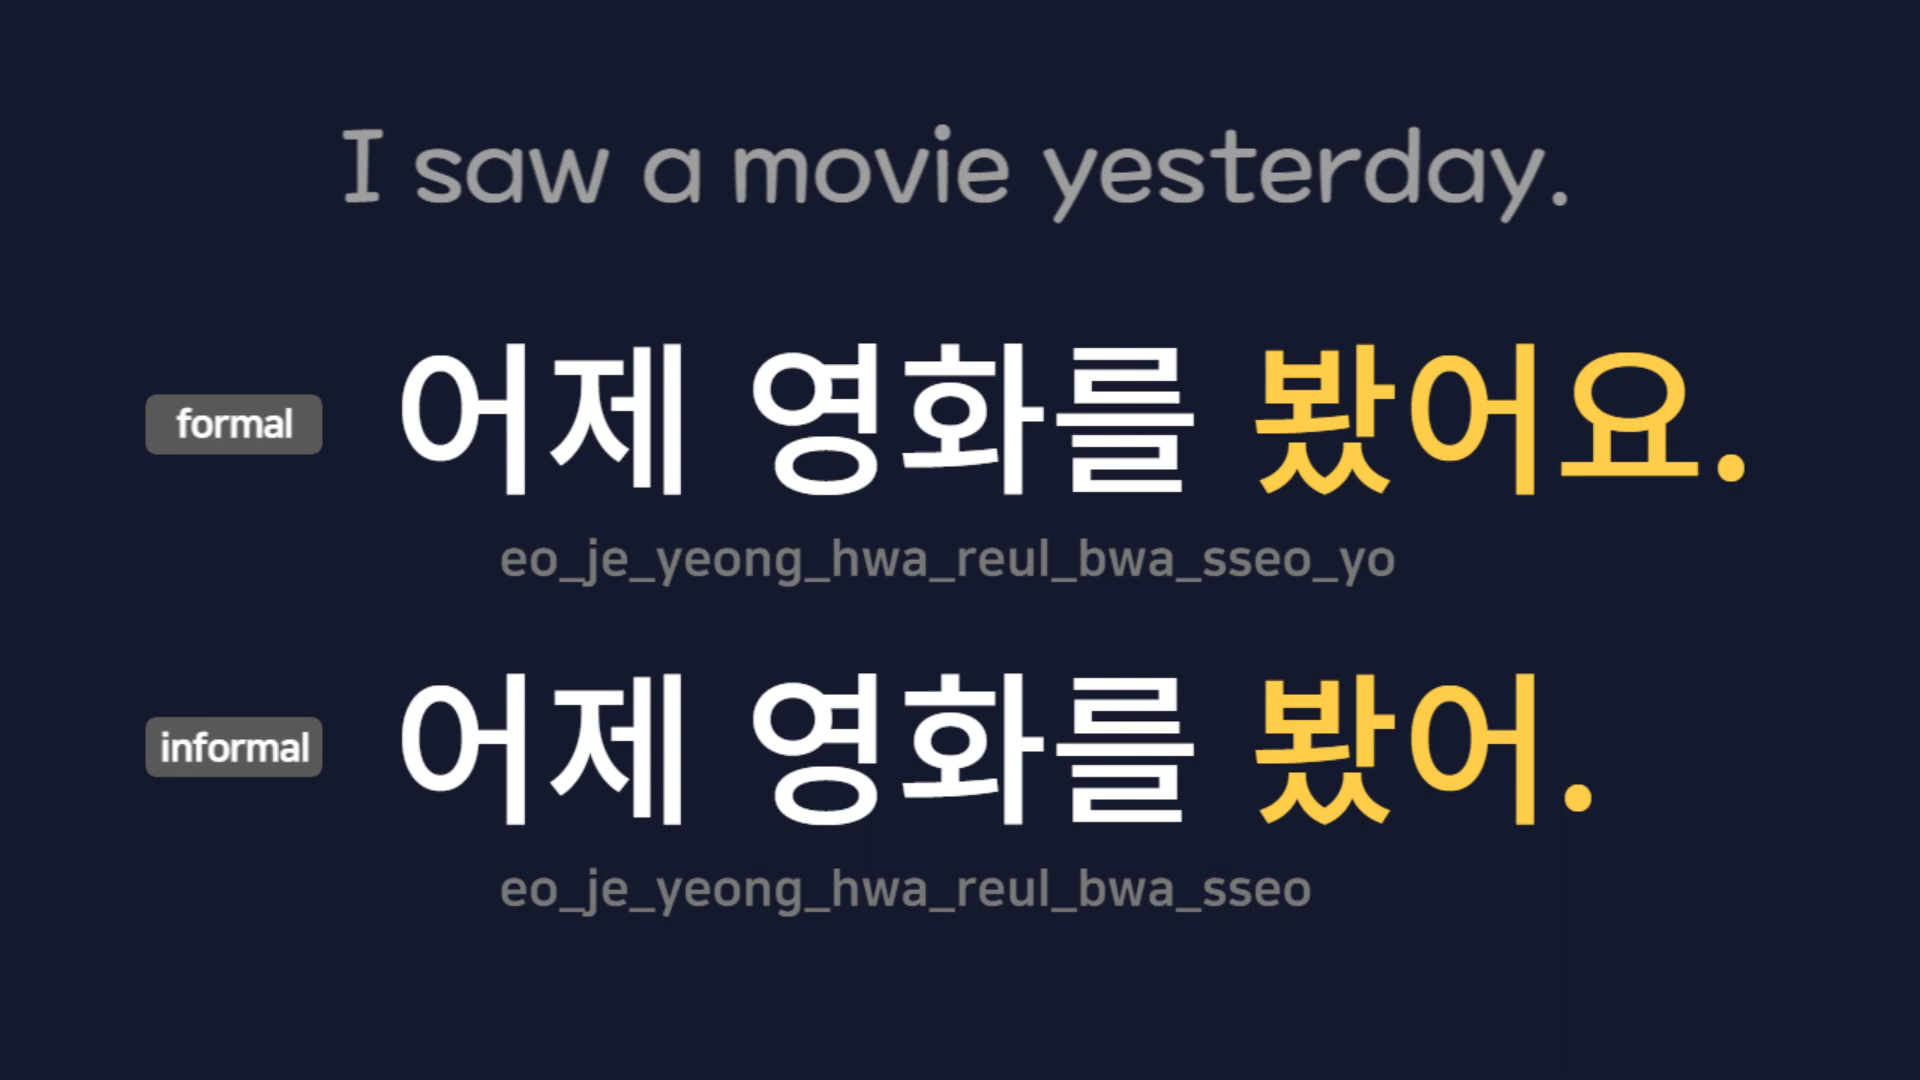 I saw a movie yesterday.
formal 어제 영화를 봤어요.
eo_je_yeong_hwa_reul_bwa_sseo_yo
informal 어제 영화를 봤어.
eo_je_yeong_hwa_reul_bwa_sseo